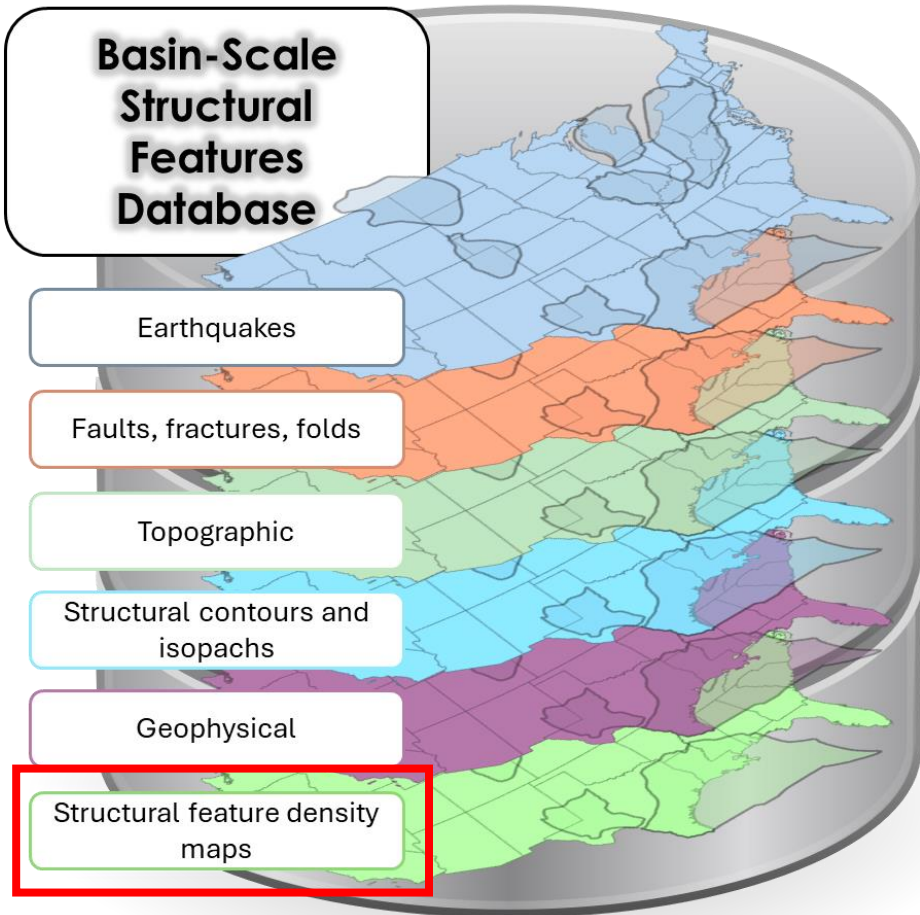 Basin-Scale
Structural
Features
Database
Earthquakes
Faults, fractures, folds
Topographic
Structural contours and
isopachs
Geophysical
Structural feature density
maps